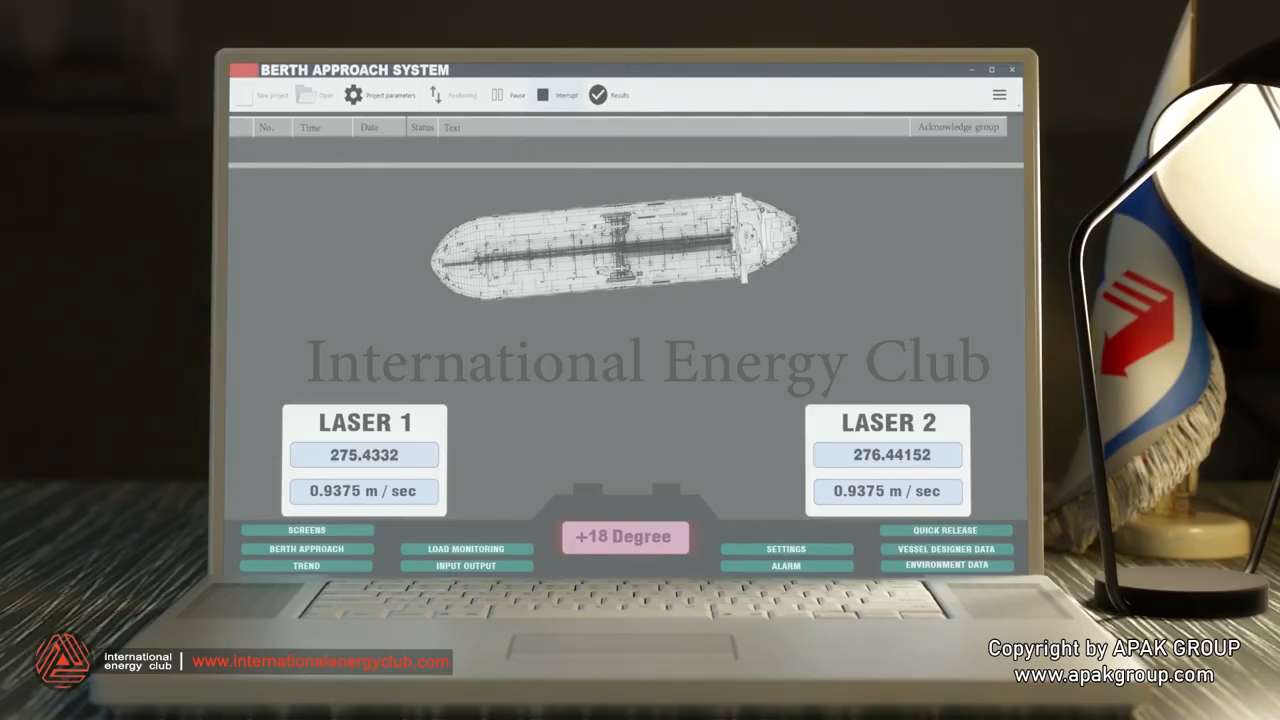 BERTH APPROACH SYSTEM
New project Open Project parameters Positioning Pause Interrupt Results
No. Time Date Status Text Acknowledge group
International Energy Club
LASER 1
275.4332
0.9375 m / sec
LASER 2
276.44152
0.9375 m / sec
+18 Degree
SCREENS
BERTH APPROACH
TREND
LOAD MONITORING
INPUT OUTPUT
SETTINGS
ALARM
QUICK RELEASE
VESSEL DESIGNER DATA
ENVIRONMENT DATA
international
energy club
www.internationalenergyclub.com
Copyright by APAK GROUP
www.apakgroup.com